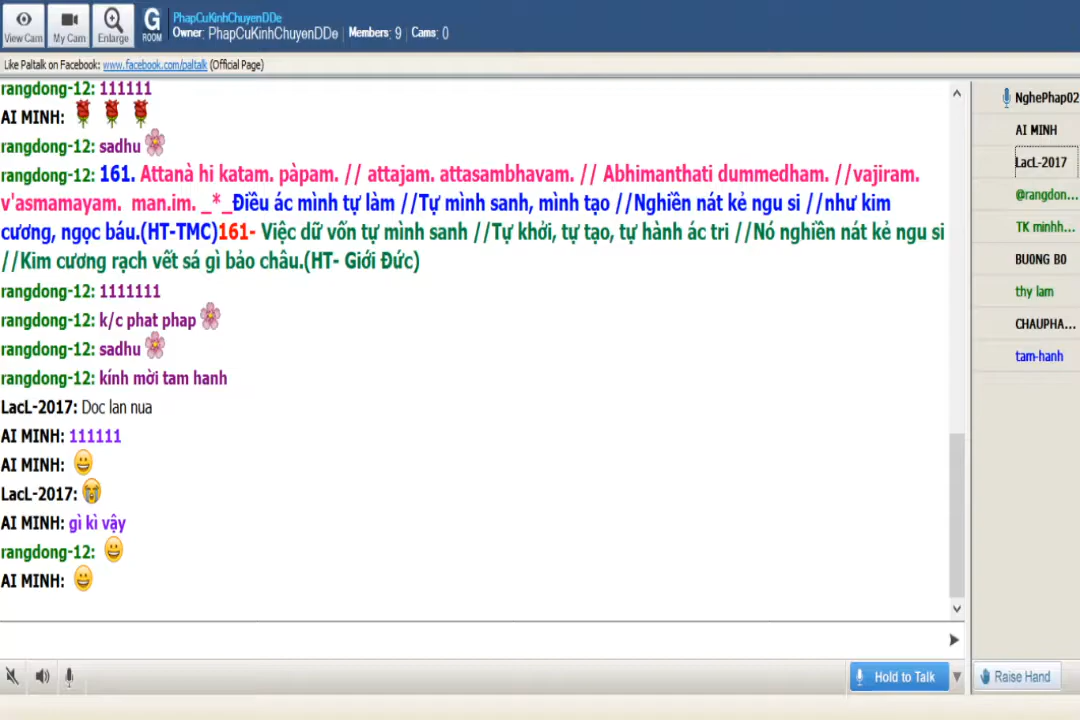 View Cam
My Cam
Enlarge
G
ROOM
PhapCuKinhChuyenDDe
Owner: PhapCuKinhChuyenDDe Members: 9 Cams: 0
Like Paltalk on Facebook: www.facebook.com/paltalk (Official Page)
rangdong-12: 111111
AI MINH:
rangdong-12: sadhu
rangdong-12: 161. Attanà hi katam. pàpam. // attajam. attasambhavam. // Abhimanthati dummedham. //vajiram.
v'asmamayam. man.im. _*_Điều ác mình tự làm //Tự mình sanh, mình tạo //Nghiền nát kẻ ngu si //như kim
cương, ngọc báu.(HT-TMC)161- Việc dữ vốn tự mình sanh //Tự khởi, tự tạo, tự hành ác tri //Nó nghiền nát kẻ ngu si
//Kim cương rạch vết sá gì bảo châu.(HT- Giới Đức)
rangdong-12: 1111111
rangdong-12: k/c phat phap
rangdong-12: sadhu
rangdong-12: kính mời tam hanh
LacL-2017: Doc lan nua
AI MINH: 111111
AI MINH:
LacL-2017:
AI MINH: gì kì vậy
rangdong-12:
AI MINH:
NghePhap02
AI MINH
LacL-2017
@rangdon...
TK minhh...
BUONG BO
thy lam
CHAUPHA...
tam-hanh
Hold to Talk
Raise Hand